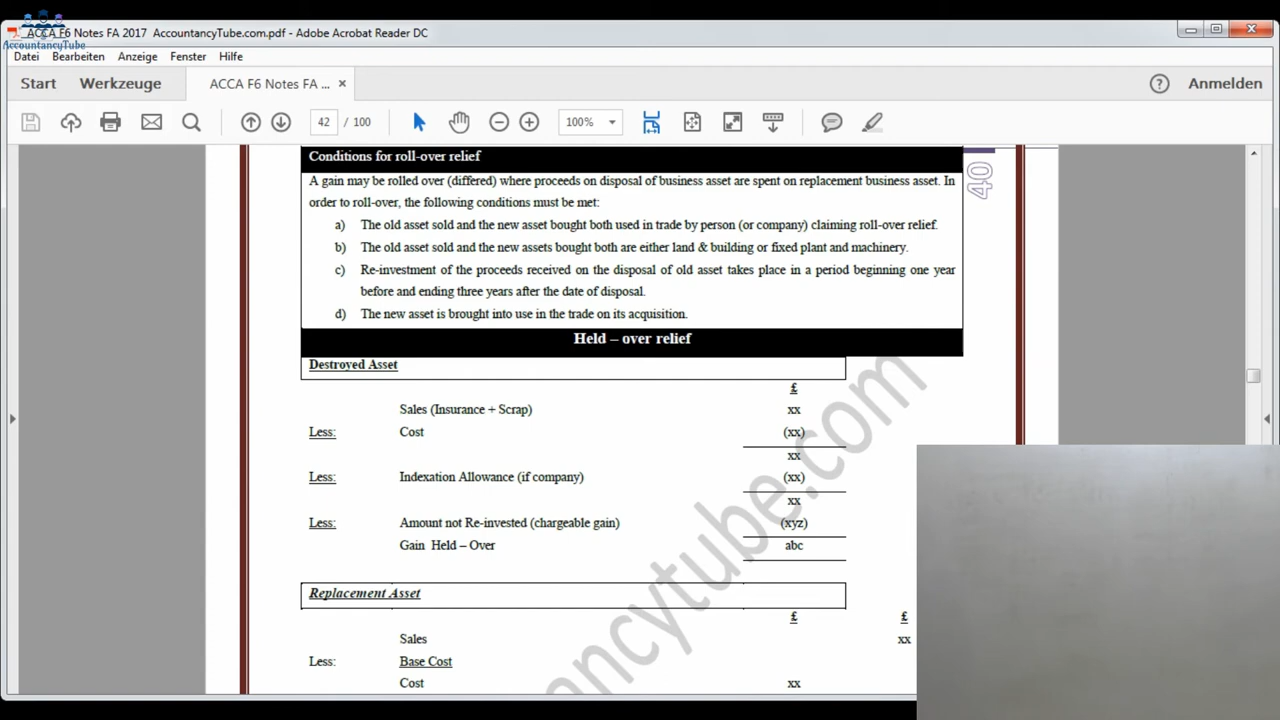 ACCA F6 Notes FA 2017 AccountancyTube.com.pdf - Adobe Acrobat Reader DC
AccountancyTube
Datei Bearbeiten Anzeige Fenster Hilfe
Start Werkzeuge ACCA F6 Notes FA ... × ? Anmelden
42 / 100 100%
40
Conditions for roll-over relief
A gain may be rolled over (differed) where proceeds on disposal of business asset are spent on replacement business asset. In
order to roll-over, the following conditions must be met:
a) The old asset sold and the new asset bought both used in trade by person (or company) claiming roll-over relief.
b) The old asset sold and the new assets bought both are either land & building or fixed plant and machinery.
c) Re-investment of the proceeds received on the disposal of old asset takes place in a period beginning one year
before and ending three years after the date of disposal.
d) The new asset is brought into use in the trade on its acquisition.
Held – over relief
Destroyed Asset
£
Sales (Insurance + Scrap) xx
Less: Cost (xx)
xx
Less: Indexation Allowance (if company) (xx)
xx
Less: Amount not Re-invested (chargeable gain) (xyz)
Gain Held – Over abc
Replacement Asset
£ £
Sales xx
Less: Base Cost
Cost xx
ancytube.com